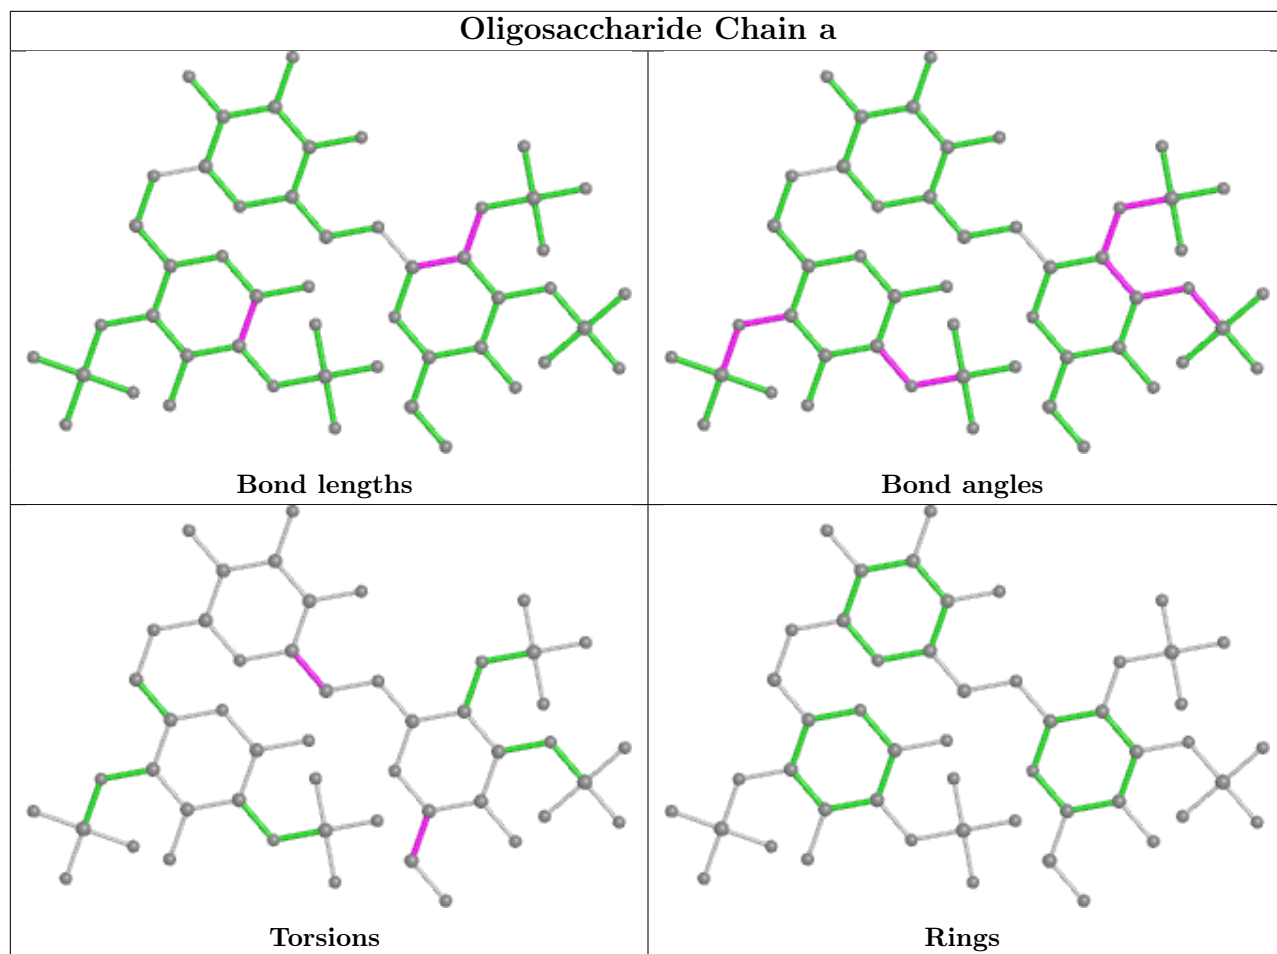 Oligosaccharide Chain a
Bond lengths
Bond angles
Torsions
Rings